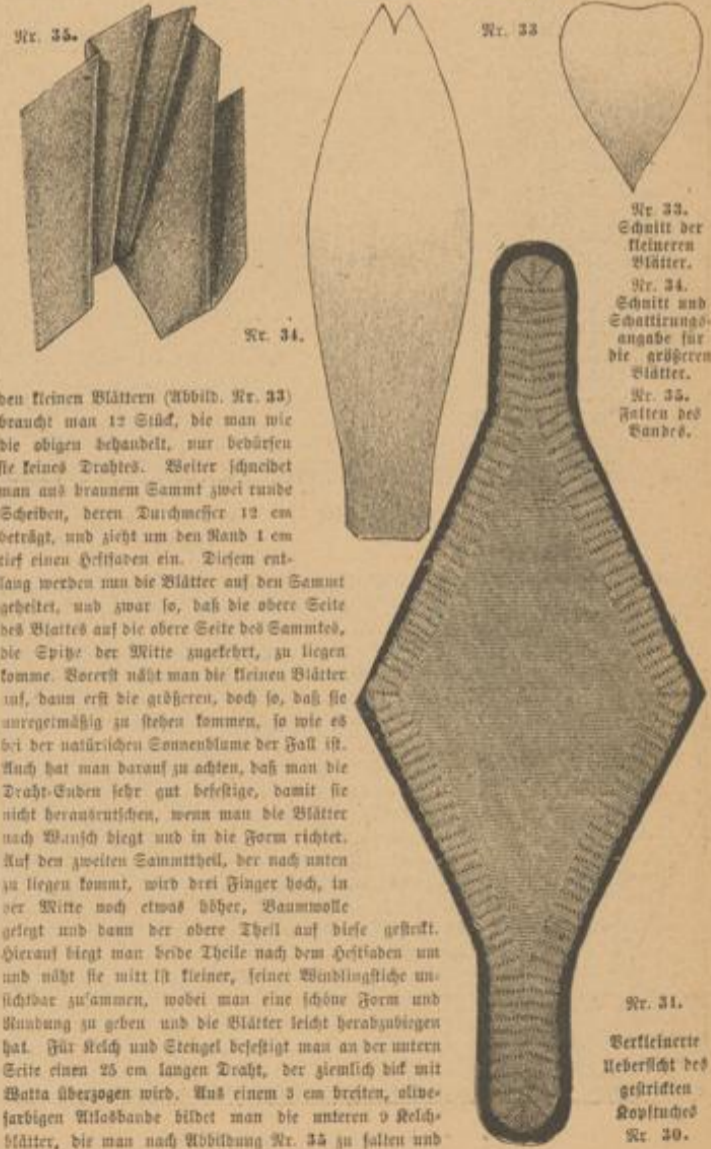 Nr. 35.
Nr. 33
Nr. 34.
Nr. 33.
Schnitt der
kleineren
Blätter.
Nr. 34.
Schnitt und
Schattirungs-
angabe für
die größeren
Blätter.
Nr. 35.
Falten des
Bandes.
den kleinen Blättern (Abbild. Nr. 33)
braucht man 12 Stück, die man wie
die obigen behandelt, nur bedürfen
sie keines Drahtes. Weiter schneidet
man aus braunem Sammt zwei runde
Scheiben, deren Durchmesser 12 cm
beträgt, und zieht um den Rand 1 cm
tief einen Heftfaden ein. Diesem ent-
lang werden nun die Blätter auf den Sammt
geheftet, und zwar so, daß die obere Seite
des Blattes auf die obere Seite des Sammtes,
die Spitze der Mitte zugekehrt, zu liegen
komme. Vorerst näht man die kleinen Blätter
auf, dann erst die größeren, doch so, daß sie
unregelmäßig zu stehen kommen, so wie es
bei der natürlichen Sonnenblume der Fall ist.
Auch hat man darauf zu achten, daß man die
Draht-Enden sehr gut befestige, damit sie
nicht herausrutschen, wenn man die Blätter
nach Wunsch biegt und in die Form richtet.
Auf den zweiten Sammttheil, der nach unten
zu liegen kommt, wird drei Finger hoch, in
der Mitte noch etwas höher, Baumwolle
gelegt und dann der obere Theil auf diese gesteckt.
Hierauf biegt man beide Theile nach dem Heftfaden um
und näht sie mittlst kleiner, feiner Windlingstiche un-
sichtbar zusammen, wobei man eine schöne Form und
Rundung zu geben und die Blätter leicht herabzubiegen
hat. Für Kelch und Stengel befestigt man an der untern
Seite einen 25 cm langen Draht, der ziemlich dick mit
Watta überzogen wird. Aus einem 3 cm breiten, olive-
farbigen Atlasbande bildet man die unteren 9 Kelch-
blätter, die man nach Abbildung Nr. 35 zu falten und
Nr. 31.
Verkleinerte
Uebersicht des
gestrickten
Kopftuches
Nr 30.